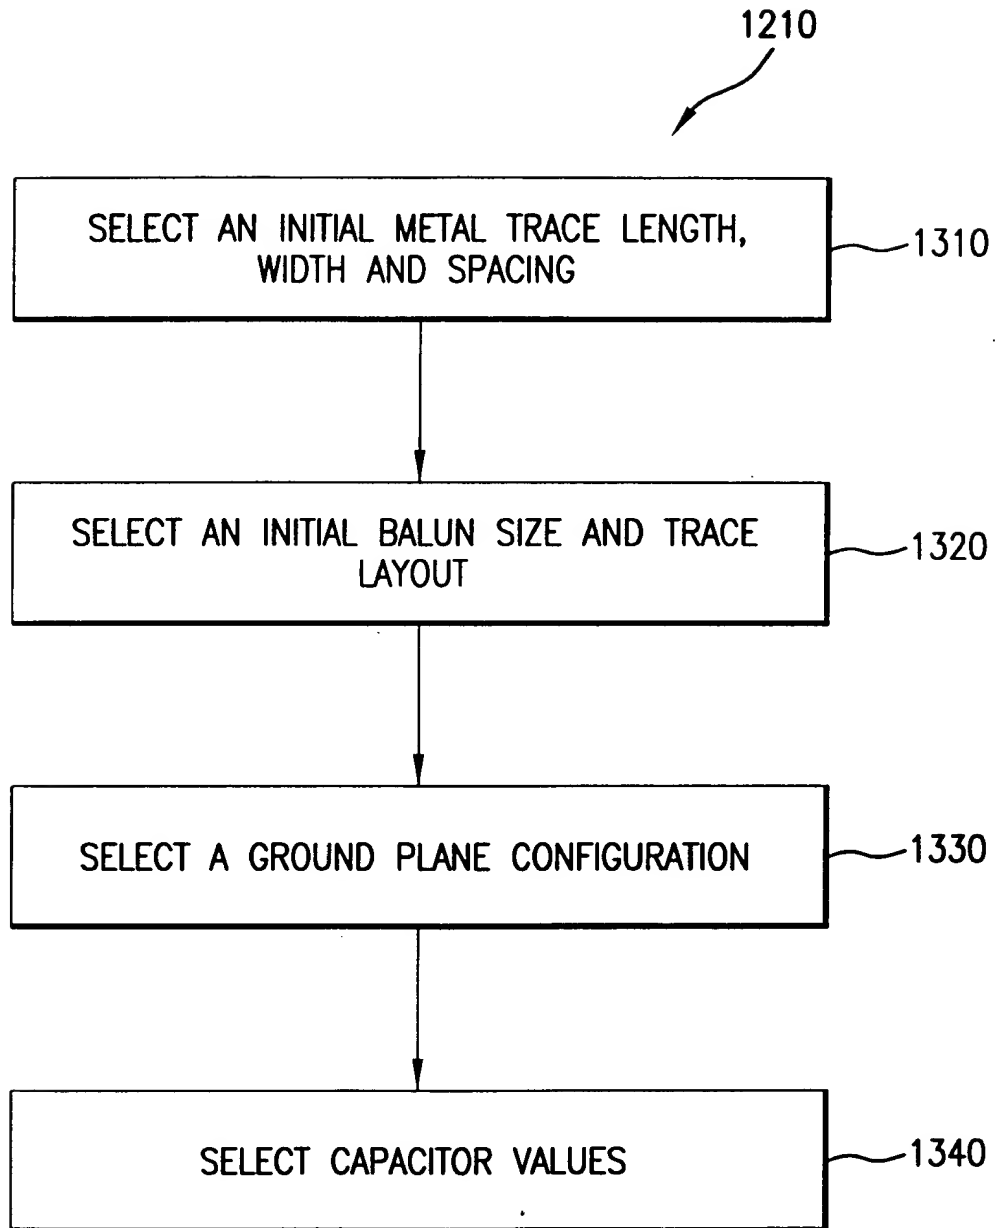 1210
SELECT AN INITIAL METAL TRACE LENGTH,
WIDTH AND SPACING
1310
SELECT AN INITIAL BALUN SIZE AND TRACE
LAYOUT
1320
SELECT A GROUND PLANE CONFIGURATION
1330
SELECT CAPACITOR VALUES
1340